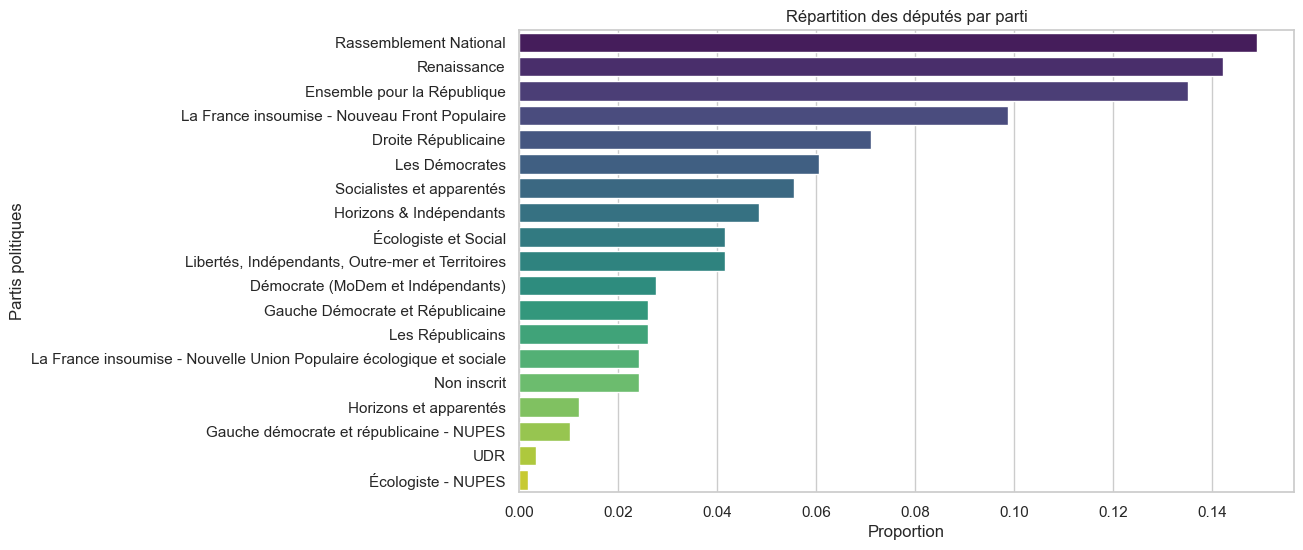 Répartition des députés par parti
Partis politiques
Rassemblement National
Renaissance
Ensemble pour la République
La France insoumise - Nouveau Front Populaire
Droite Républicaine
Les Démocrates
Socialistes et apparentés
Horizons & Indépendants
Écologiste et Social
Libertés, Indépendants, Outre-mer et Territoires
Démocrate (MoDem et Indépendants)
Gauche Démocrate et Républicaine
Les Républicains
La France insoumise - Nouvelle Union Populaire écologique et sociale
Non inscrit
Horizons et apparentés
Gauche démocrate et républicaine - NUPES
UDR
Écologiste - NUPES
0.00 0.02 0.04 0.06 0.08 0.10 0.12 0.14
Proportion